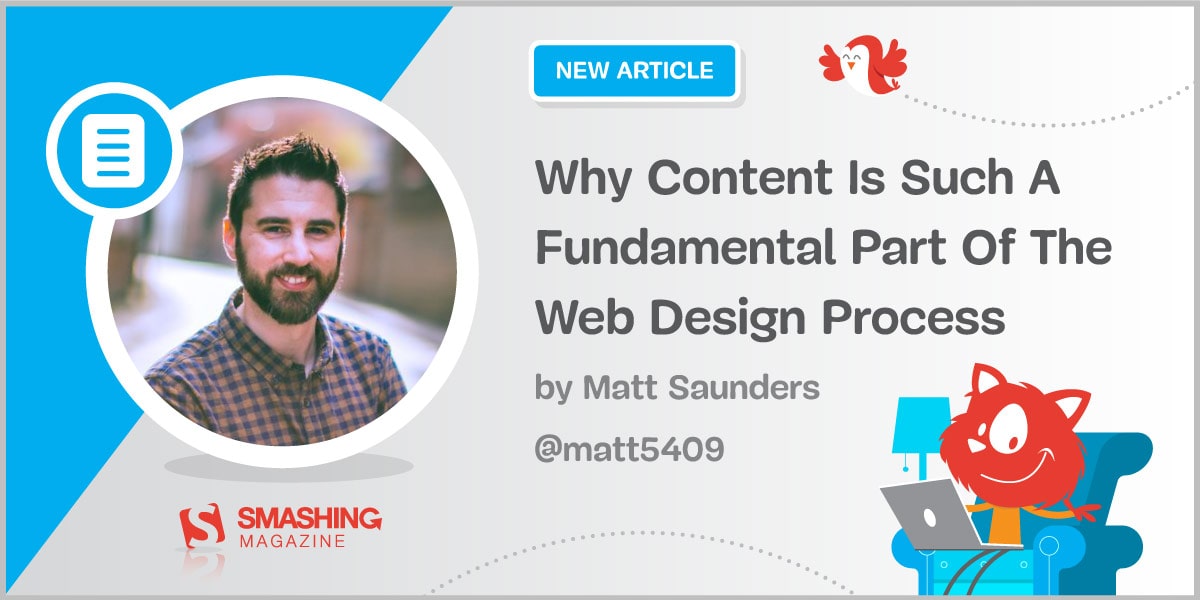 NEW ARTICLE
Why Content Is Such A
Fundamental Part Of The
Web Design Process
by Matt Saunders
@matt5409
SMASHING
MAGAZINE